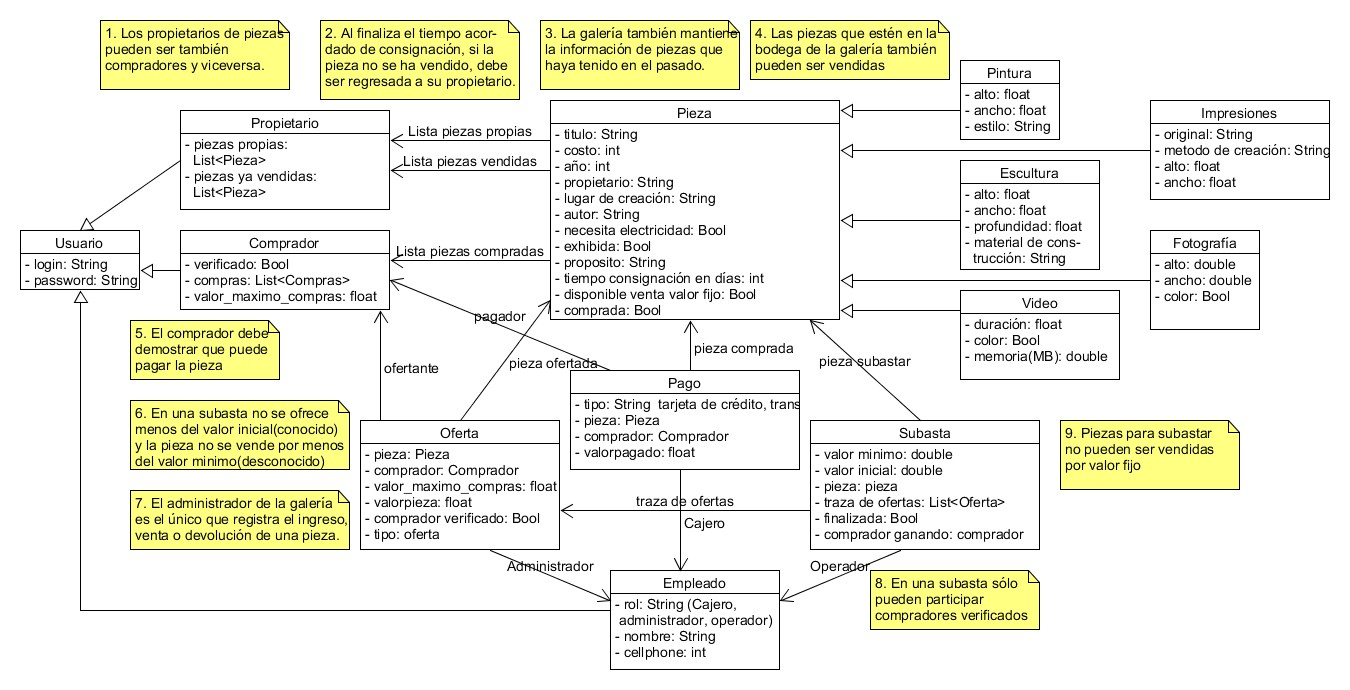 1. Los propietarios de piezas
pueden ser también
compradores y viceversa.
2. Al finaliza el tiempo acor-
dado de consignación, si la
pieza no se ha vendido, debe
ser regresada a su propietario.
3. La galería también mantiene
la información de piezas que
haya tenido en el pasado.
4. Las piezas que estén en la
bodega de la galería también
pueden ser vendidas
Pintura
- alto: float
- ancho: float
- estilo: String
Propietario
- piezas propias:
List<Pieza>
- piezas ya vendidas:
List<Pieza>
Lista piezas propias
Lista piezas vendidas
Pieza
- titulo: String
- costo: int
- año: int
- propietario: String
- lugar de creación: String
- autor: String
- necesita electricidad: Bool
- exhibida: Bool
- proposito: String
- tiempo consignación en días: int
- disponible venta valor fijo: Bool
- comprada: Bool
Impresiones
- original: String
- metodo de creación: String
- alto: float
- ancho: float
Escultura
- alto: float
- ancho: float
- profundidad: float
- material de cons-
trucción: String
Usuario
- login: String
- password: String
Comprador
- verificado: Bool
- compras: List<Compras>
- valor_maximo_compras: float
Lista piezas compradas
Fotografía
- alto: double
- ancho: double
- color: Bool
Video
- duración: float
- color: Bool
- memoria(MB): double
5. El comprador debe
demostrar que puede
pagar la pieza
pagador
ofertante
pieza ofertada
pieza comprada
pieza subastar
Pago
- tipo: String tarjeta de crédito, trans
- pieza: Pieza
- comprador: Comprador
- valorpagado: float
6. En una subasta no se ofrece
menos del valor inicial(conocido)
y la pieza no se vende por menos
del valor minimo(desconocido)
Oferta
- pieza: Pieza
- comprador: Comprador
- valor_maximo_compras: float
- valorpieza: float
- comprador verificado: Bool
- tipo: oferta
Subasta
- valor minimo: double
- valor inicial: double
- pieza: pieza
- traza de ofertas: List<Oferta>
- finalizada: Bool
- comprador ganando: comprador
9. Piezas para subastar
no pueden ser vendidas
por valor fijo
7. El administrador de la galería
es el único que registra el ingreso,
venta o devolución de una pieza.
traza de ofertas
Cajero
Administrador
Operador
Empleado
- rol: String (Cajero,
administrador, operador)
- nombre: String
- cellphone: int
8. En una subasta sólo
pueden participar
compradores verificados